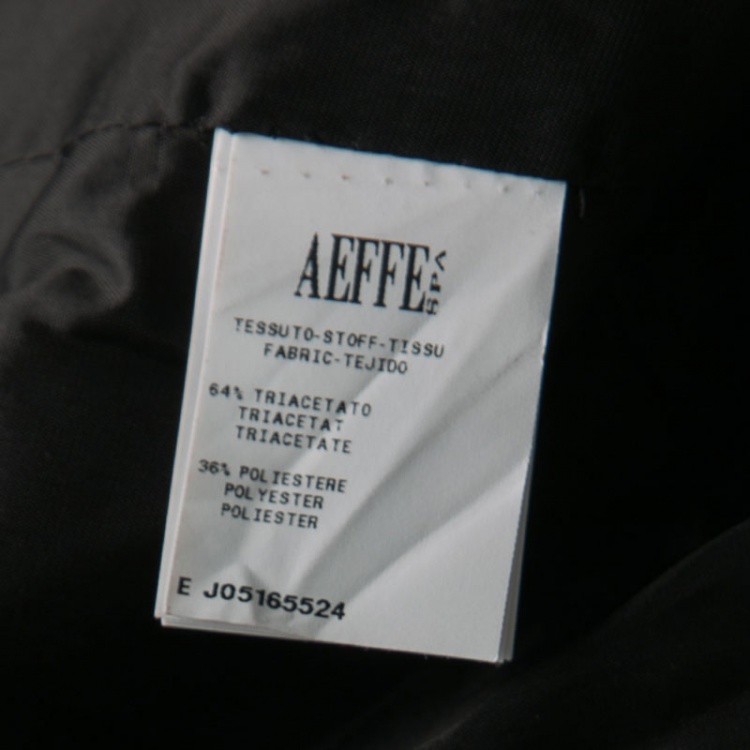 AEFFE SPA
TESSUTO-STOFF-TISSU
FABRIC-TEJIDO
64% TRIACETATO
TRIACETAT
TRIACETATE
36% POLIESTERE
POLYESTER
POLIESTER
E J05165524